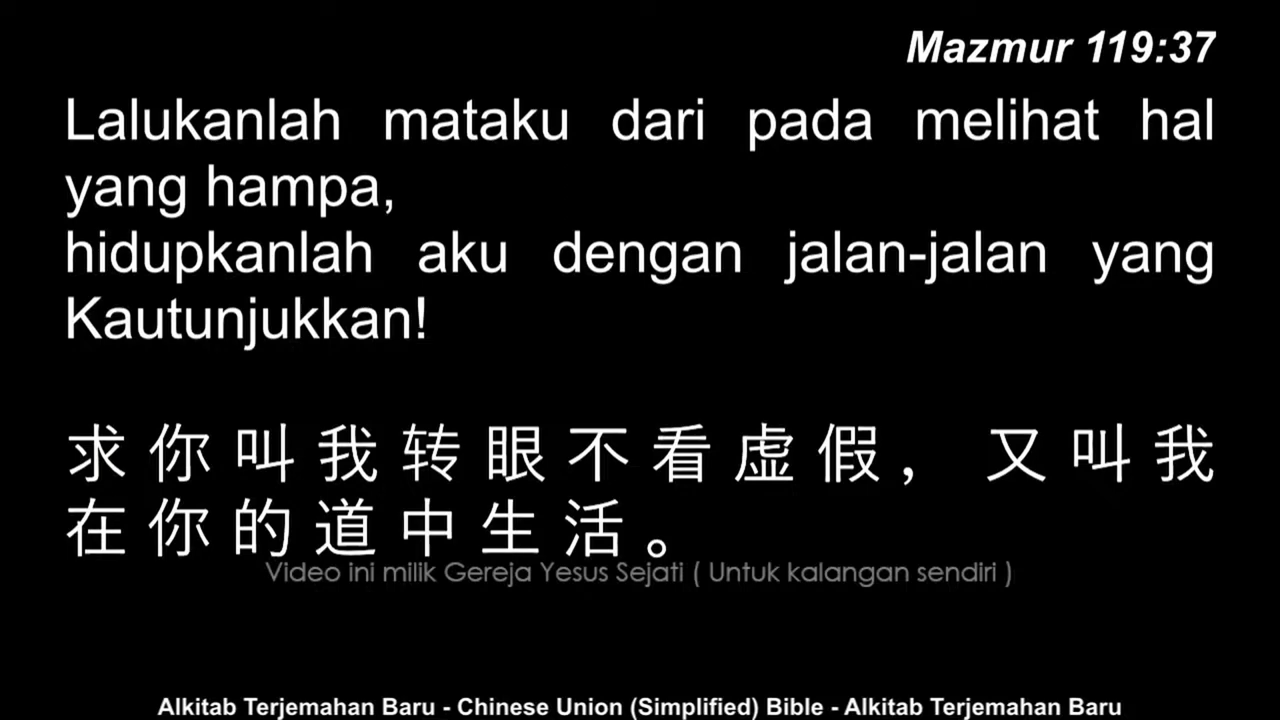 Mazmur 119:37
Lalukanlah mataku dari pada melihat hal
yang hampa,
hidupkanlah aku dengan jalan-jalan yang
Kautunjukkan!
求你叫我转眼不看虚假，又叫我
在你的道中生活。
Video ini milik Gereja Yesus Sejati ( Untuk kalangan sendiri )
Alkitab Terjemahan Baru - Chinese Union (Simplified) Bible - Alkitab Terjemahan Baru